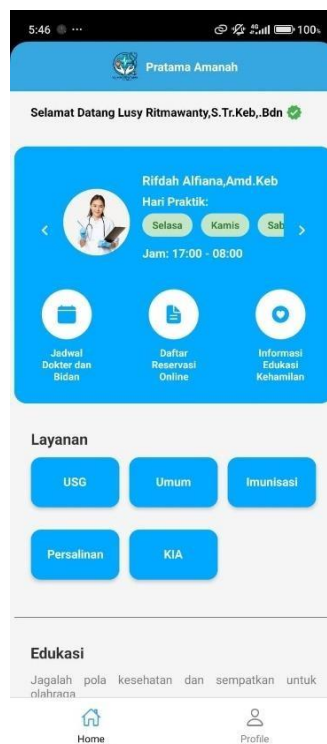 5:46
100%
Pratama Amanah
Selamat Datang Lusy Ritmawanty,S.Tr.Keb,.Bdn
Rifdah Alfiana,Amd.Keb
Hari Praktik:
Selasa Kamis Sab
Jam: 17:00 - 08:00
Jadwal
Dokter dan
Bidan
Daftar
Reservasi
Online
Informasi
Edukasi
Kehamilan
Layanan
USG Umum Imunisasi
Persalinan KIA
Edukasi
Jagalah pola kesehatan dan sempatkan untuk
olahraga
Home Profile